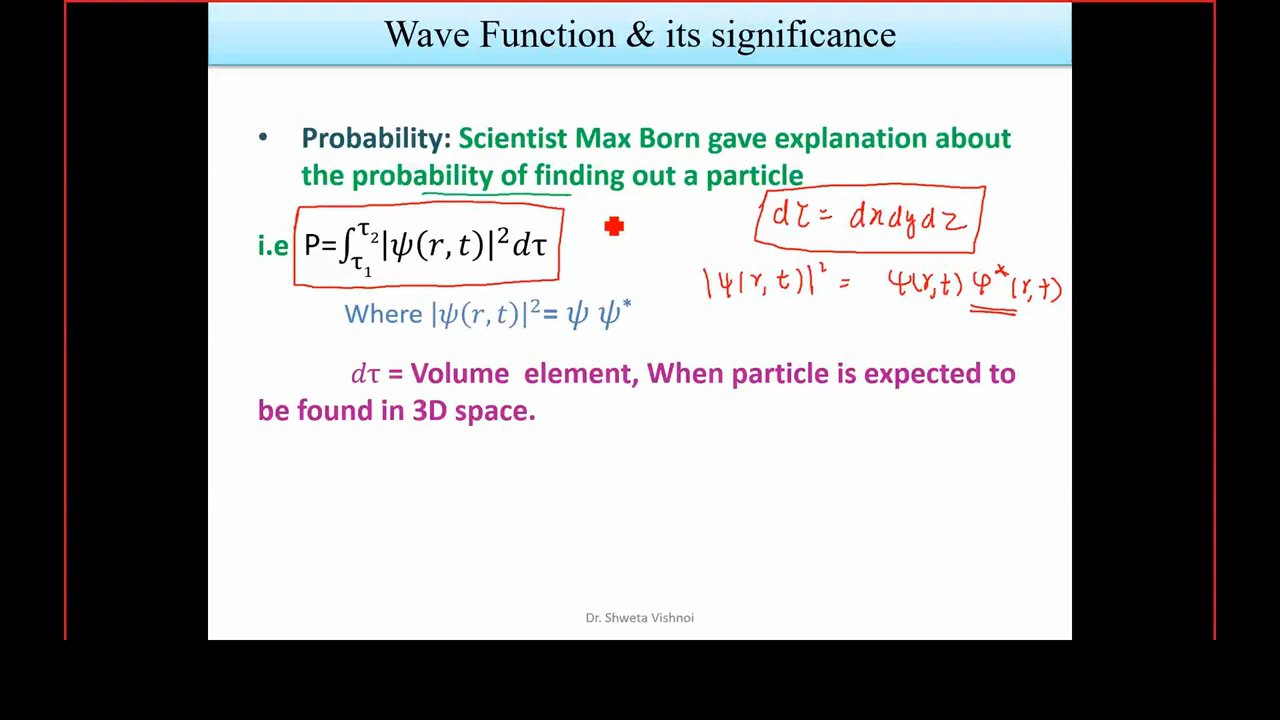 Wave Function & its significance
• Probability: Scientist Max Born gave explanation about
the probability of finding out a particle
dτ = dxdydz
i.e P=∫τ₁τ₂|ψ(r, t)|²dτ
|ψ(r, t)|² = ψ(r,t) φ*(r,t)
Where |ψ(r, t)|²= ψ ψ*
dτ = Volume element, When particle is expected to
be found in 3D space.
Dr. Shweta Vishnoi